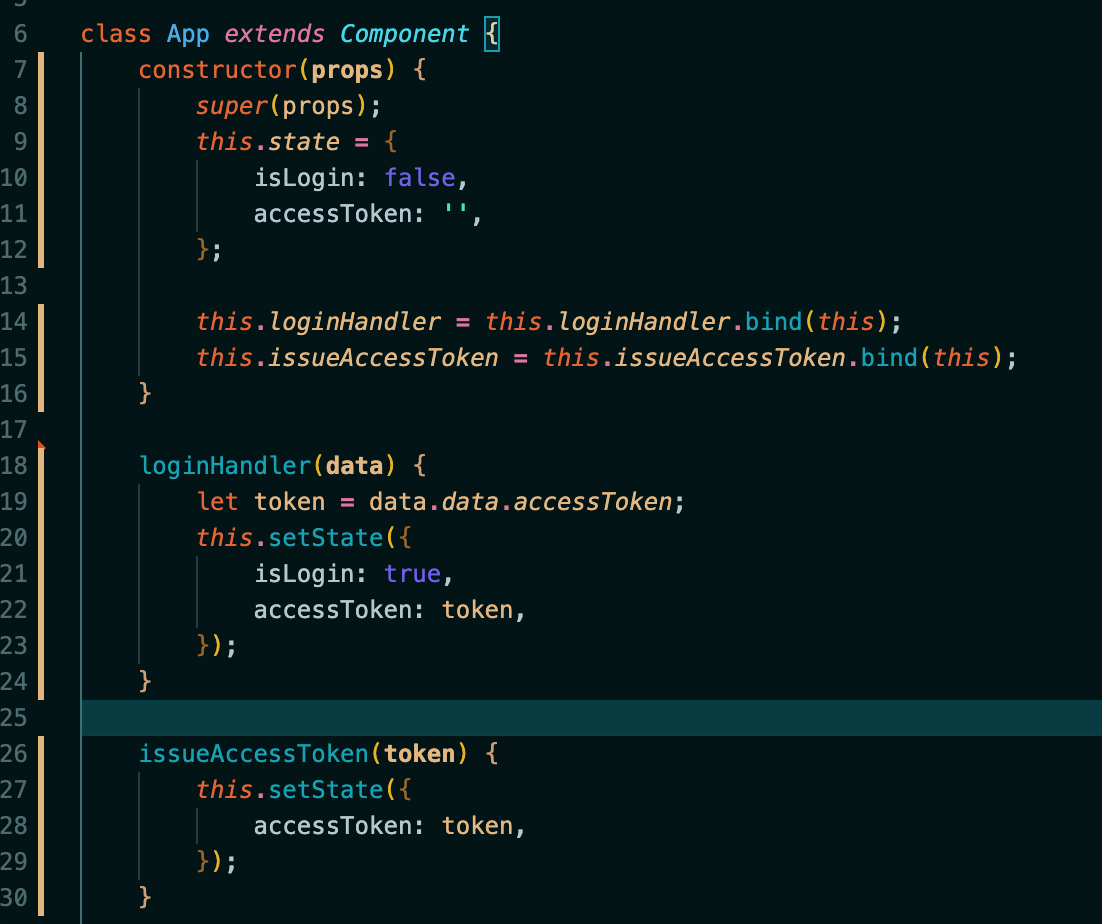 6 class App extends Component {
7 constructor(props) {
8 super(props);
9 this.state = {
10 isLogin: false,
11 accessToken: '',
12 };
13
14 this.loginHandler = this.loginHandler.bind(this);
15 this.issueAccessToken = this.issueAccessToken.bind(this);
16 }
17
18 loginHandler(data) {
19 let token = data.data.accessToken;
20 this.setState({
21 isLogin: true,
22 accessToken: token,
23 });
24 }
25
26 issueAccessToken(token) {
27 this.setState({
28 accessToken: token,
29 });
30 }